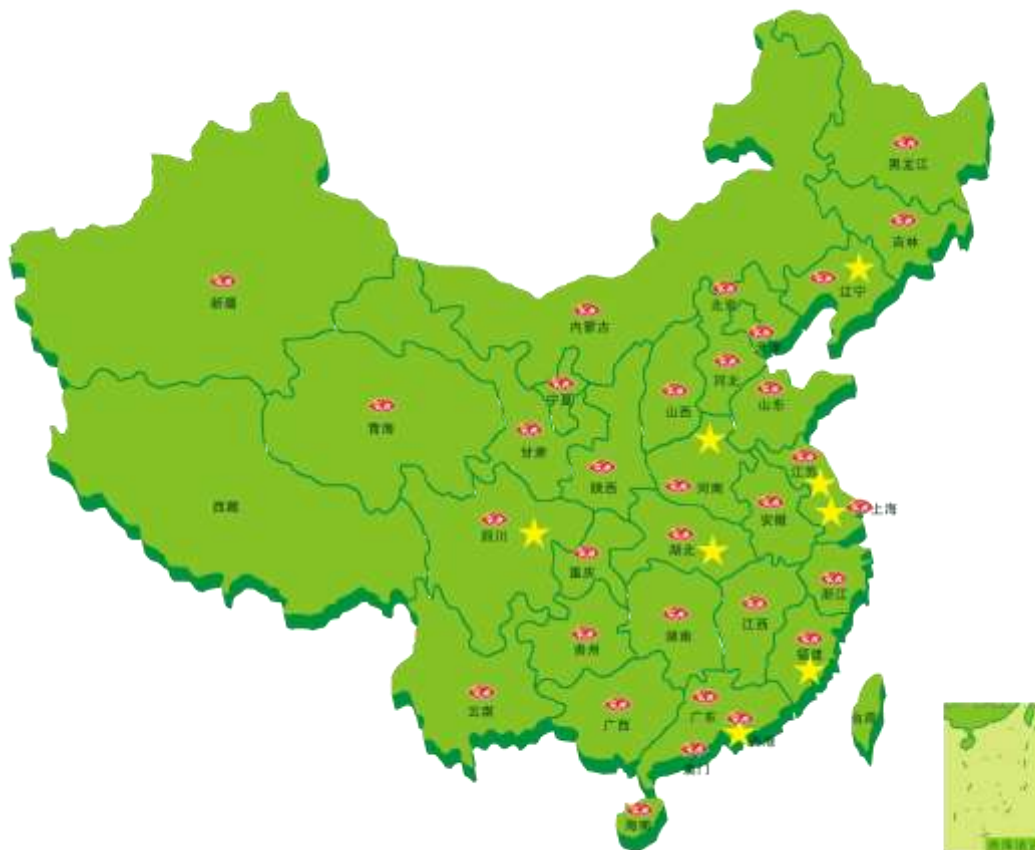 黑龙江
吉林
辽宁
新疆
北京
内蒙古
天津
河北
宁夏
山西
山东
青海
甘肃
江苏
陕西
河南
西藏
安徽
上海
四川
湖北
重庆
浙江
江西
湖南
福建
贵州
云南
广西
广东
台湾
澳门
海南